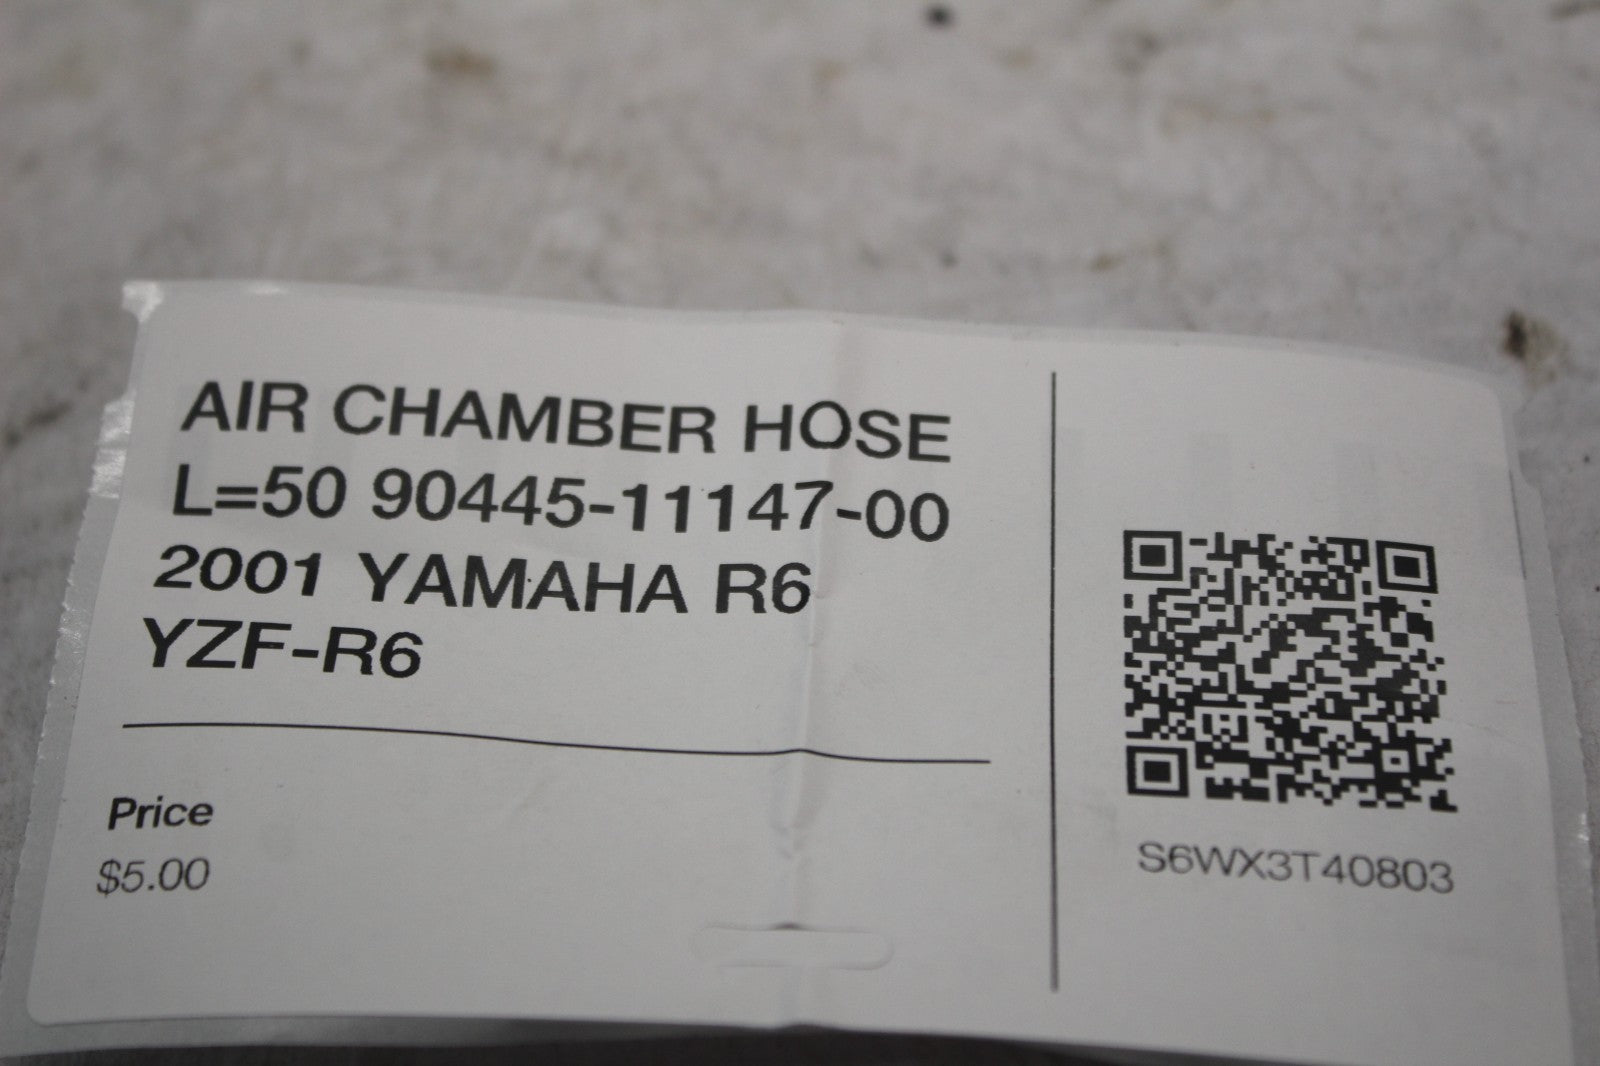 AIR CHAMBER HOSE
L=50 90445-11147-00
2001 YAMAHA R6
YZF-R6
Price
$5.00
S6WX3T40803